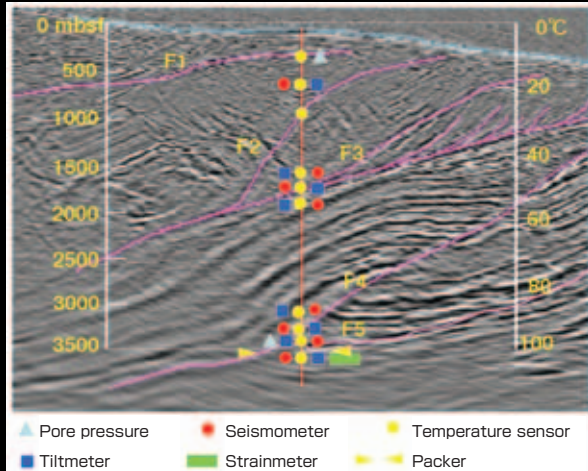 0 mbsf
0℃
F1
500
20
1000
F2
F3
40
1500
2000
60
2500
F4
80
3000
F5
3500
100
Pore pressure
Seismometer
Temperature sensor
Tiltmeter
Strainmeter
Packer